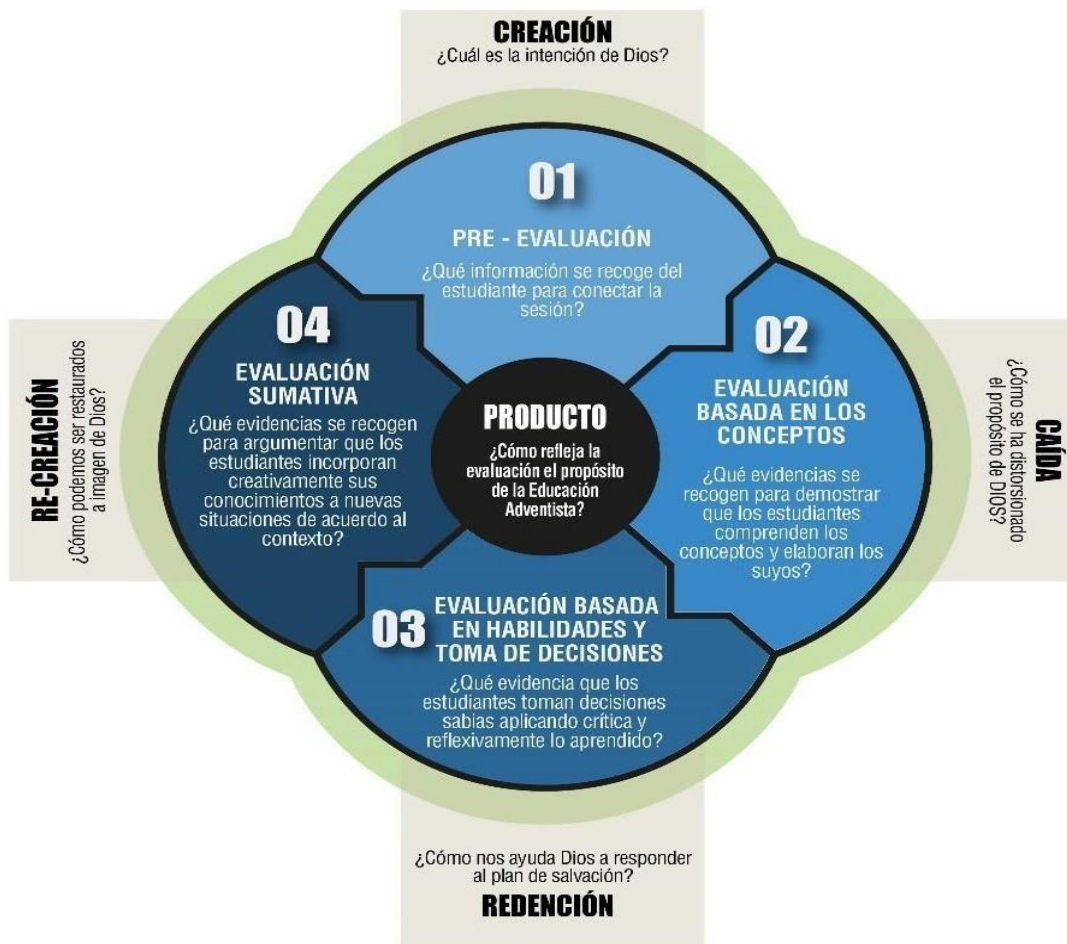 CREACIÓN
¿Cuál es la intención de Dios?
01
PRE - EVALUACIÓN
¿Qué información se recoge del
estudiante para conectar la
sesión?
02
EVALUACIÓN
BASADA EN LOS
CONCEPTOS
¿Qué evidencias se
recogen para demostrar
que los estudiantes
comprenden los
conceptos y elaboran los
suyos?
CAÍDA
¿Cómo se ha distorsionado
el propósito de DIOS?
PRODUCTO
¿Cómo refleja la
evaluación el propósito
de la Educación
Adventista?
03
EVALUACIÓN BASADA
EN HABILIDADES Y
TOMA DE DECISIONES
¿Qué evidencia que los
estudiantes toman decisiones
sabias aplicando crítica y
reflexivamente lo aprendido?
¿Cómo nos ayuda Dios a responder
al plan de salvación?
REDENCIÓN
04
EVALUACIÓN
SUMATIVA
¿Qué evidencias se recogen
para argumentar que los
estudiantes incorporan
creativamente sus
conocimientos a nuevas
situaciones de acuerdo al
contexto?
RE-CREACIÓN
¿Cómo podemos ser restaurados
a imagen de Dios?